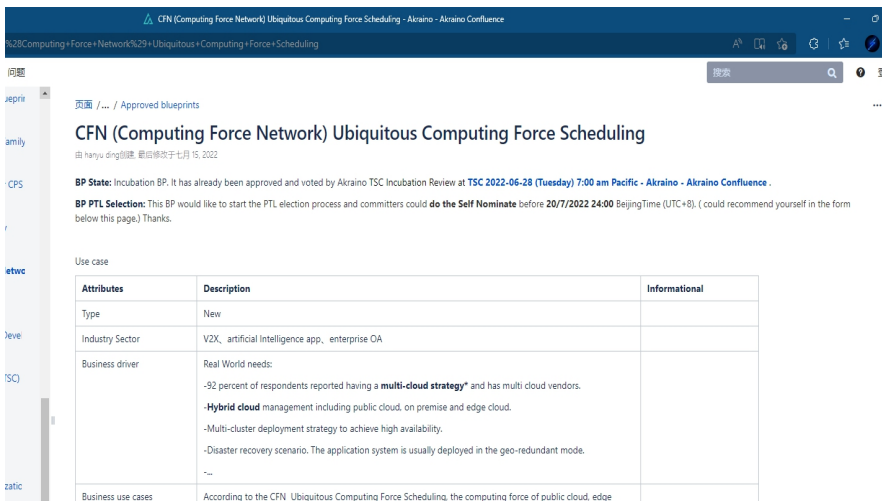 CFN (Computing Force Network) Ubiquitous Computing Force Scheduling - Akraino - Akraino Confluence
%28Computing+Force+Network%29+Ubiquitous+Computing+Force+Scheduling
问题
搜索
页面 /... / Approved blueprints
CFN (Computing Force Network) Ubiquitous Computing Force Scheduling
由 hanyu ding创建, 最后修改于七月 15, 2022
BP State: Incubation BP. It has already been approved and voted by Akraino TSC Incubation Review at TSC 2022-06-28 (Tuesday) 7:00 am Pacific - Akraino - Akraino Confluence .
BP PTL Selection: This BP would like to start the PTL election process and committers could do the Self Nominate before 20/7/2022 24:00 BeijingTime (UTC+8). ( could recommend yourself in the form
below this page.) Thanks.
amily
CPS
etwo
Deve
TSC)
zatic
Use case
Attributes Description Informational
Type New
Industry Sector V2X、artificial Intelligence app、enterprise OA
Business driver Real World needs:
-92 percent of respondents reported having a multi-cloud strategy* and has multi cloud vendors.
-Hybrid cloud management including public cloud, on premise and edge cloud.
-Multi-cluster deployment strategy to achieve high availability.
-Disaster recovery scenario. The application system is usually deployed in the geo-redundant mode.
-...
Business use cases According to the CFN Ubiquitous Computing Force Scheduling, the computing force of public cloud, edge